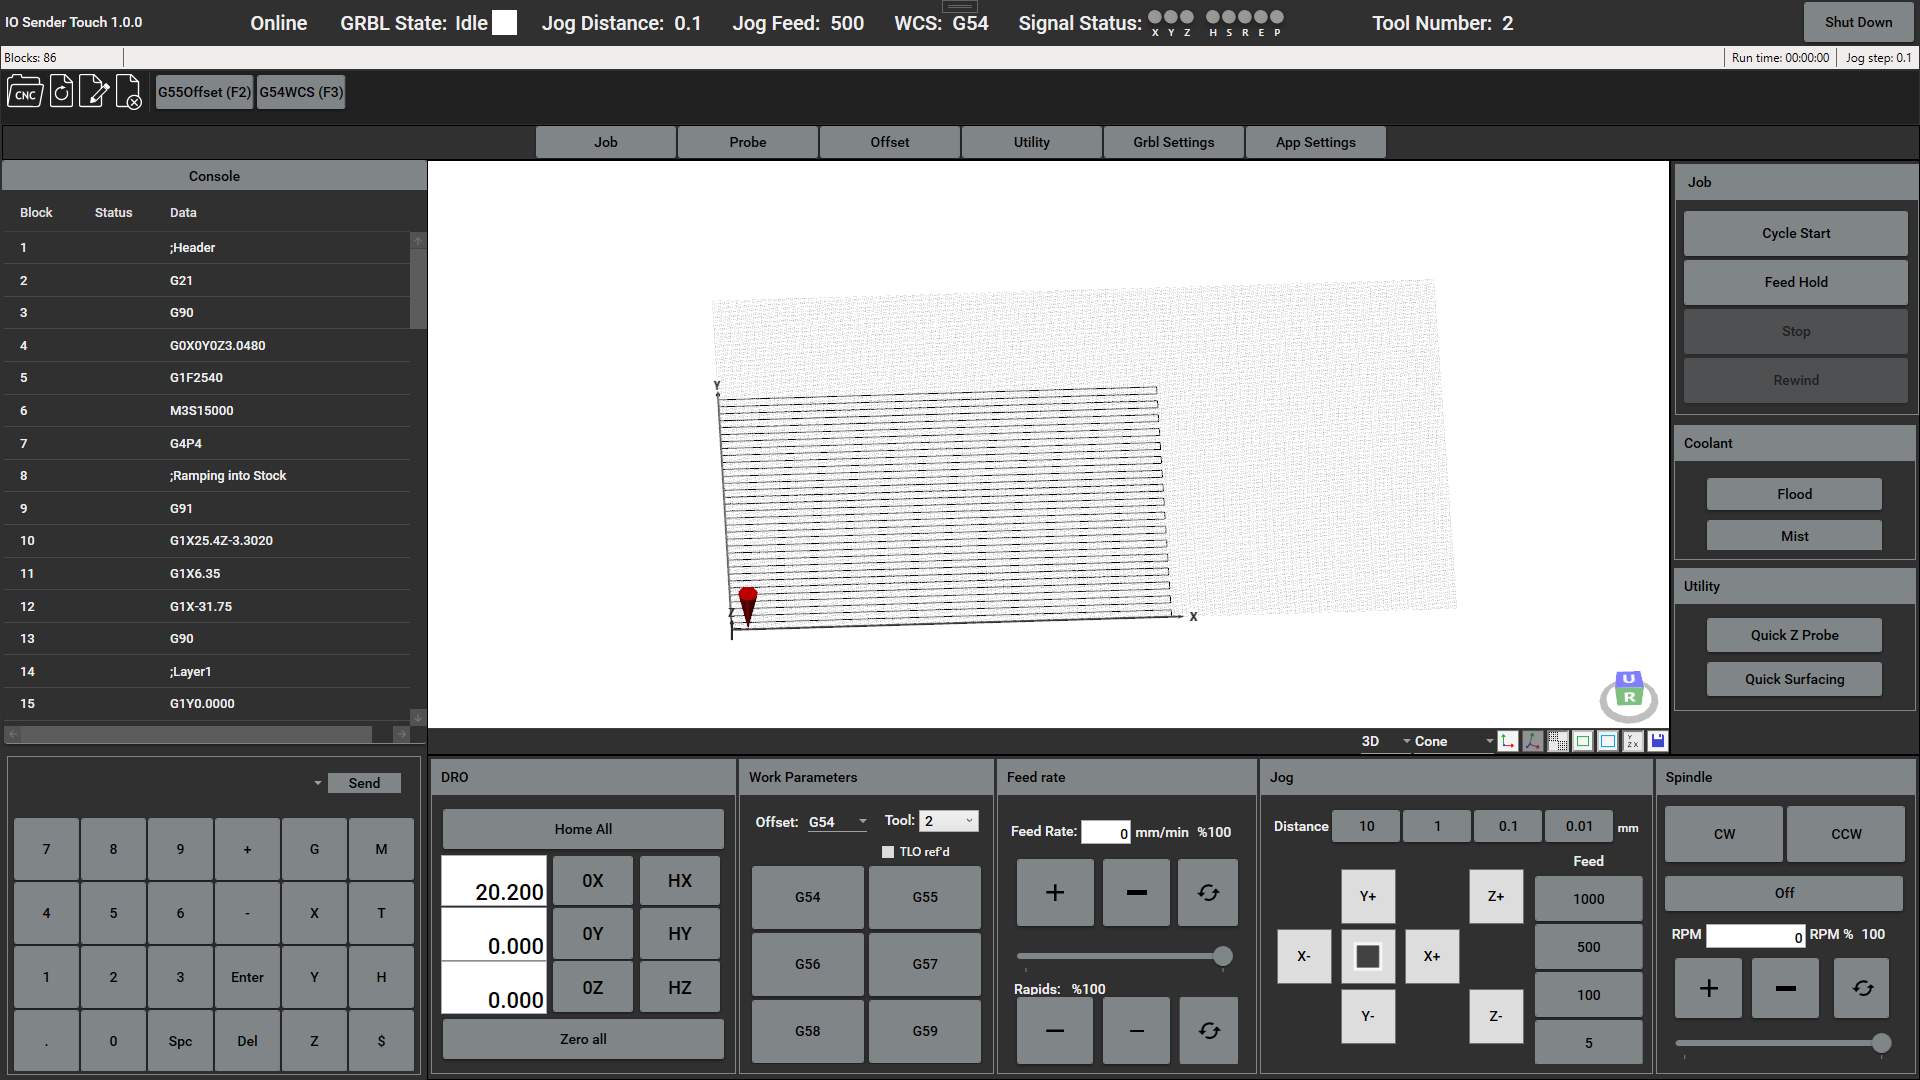 IO Sender Touch 1.0.0
Online
GRBL State: Idle
Jog Distance: 0.1
Jog Feed: 500
WCS: G54
Signal Status:
X Y Z H S R E P
Tool Number: 2
Shut Down
Blocks: 86
Run time: 00:00:00
Jog step: 0.1
CNC
G55Offset (F2)
G54WCS (F3)
Job
Probe
Offset
Utility
Grbl Settings
App Settings
Console
Block Status Data
1 ;Header
2 G21
3 G90
4 G0X0Y0Z3.0480
5 G1F2540
6 M3S15000
7 G4P4
8 ;Ramping into Stock
9 G91
10 G1X25.4Z-3.3020
11 G1X6.35
12 G1X-31.75
13 G90
14 ;Layer1
15 G1Y0.0000
Y
Z
X
U
R
3D
Cone
Y
Z X
Job
Cycle Start
Feed Hold
Stop
Rewind
Coolant
Flood
Mist
Utility
Quick Z Probe
Quick Surfacing
Send
7 8 9 + G M
4 5 6 - X T
1 2 3 Enter Y H
. 0 Spc Del Z $
DRO
Home All
20.200 0X HX
0.000 0Y HY
0.000 0Z HZ
Zero all
Work Parameters
Offset: G54
Tool: 2
TLO ref'd
G54 G55
G56 G57
G58 G59
Feed rate
Feed Rate: 0 mm/min %100
+ −
Rapids: %100
− −
Jog
Distance 10 1 0.1 0.01 mm
Feed
Y+ Z+
X- X+
Y- Z-
1000
500
100
5
Spindle
CW CCW
Off
RPM 0 RPM % 100
+ −